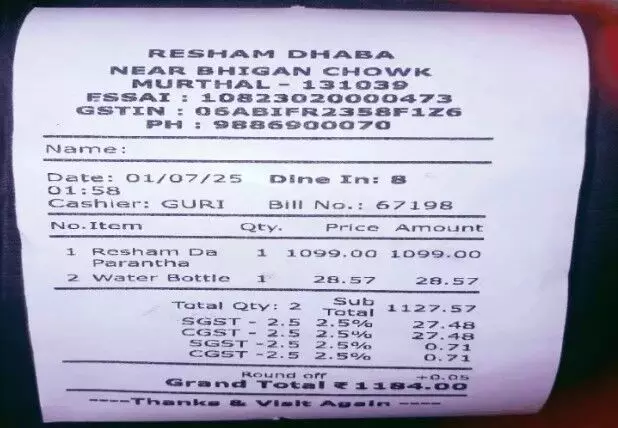 RESHAM DHABA
NEAR BHIGAN CHOWK
MURTHAL - 131039
FSSAI : 10823020000473
GSTIN : 06ABIFR2358F1Z6
PH : 9886900070
Name:
Date: 01/07/25 Dine In: 8
01:58
Cashier: GURI Bill No.: 67198
No.Item Qty. Price Amount
1 Resham Da 1 1099.00 1099.00
Parantha
2 Water Bottle 1 28.57 28.57
Total Qty: 2 Sub Total 1127.57
SGST - 2.5 2.5% 27.48
CGST - 2.5 2.5% 27.48
SGST - 2.5 2.5% 0.71
CGST -2.5 2.5% 0.71
Round off +0.05
Grand Total ₹ 1184.00
----Thanks & Visit Again ----